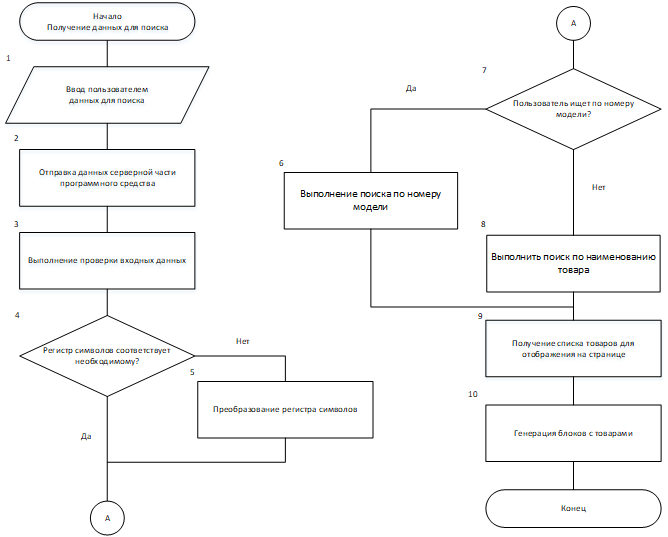 Начало
Получение данных для поиска
1
Ввод пользователем
данных для поиска
2
Отправка данных серверной части
программного средства
3
Выполнение проверки входных данных
4
Регистр символов соответствует
необходимому?
Нет
5
Преобразование регистра символов
Да
А
А
7
Пользователь ищет по номеру
модели?
Да
6
Выполнение поиска по номеру
модели
Нет
8
Выполнить поиск по наименованию
товара
9
Получение списка товаров для
отображения на странице
10
Генерация блоков с товарами
Конец